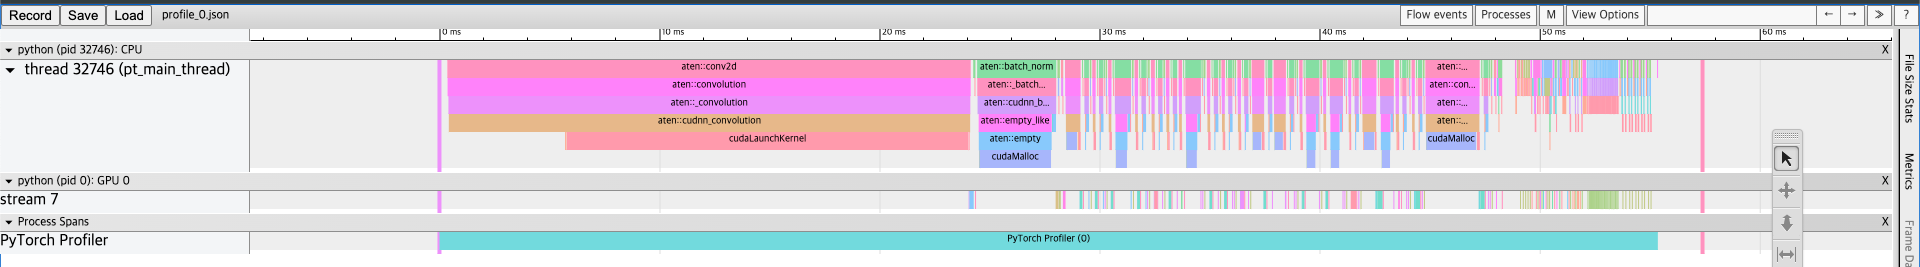 Record Save Load profile_0.json Flow events Processes M View Options ← → ≫ ?
0 ms 10 ms 20 ms 30 ms 40 ms 50 ms 60 ms
python (pid 32746): CPU X
thread 32746 (pt_main_thread)
aten::conv2d aten::batch_norm aten::...
aten::convolution aten::_batch... aten::con...
aten::_convolution aten::cudnn_b... aten::...
aten::cudnn_convolution aten::empty_like aten::...
cudaLaunchKernel aten::empty cudaMalloc
cudaMalloc
python (pid 0): GPU 0 X
stream 7
Process Spans X
PyTorch Profiler
PyTorch Profiler (0)
File Size Stats
Metrics
Frame Da